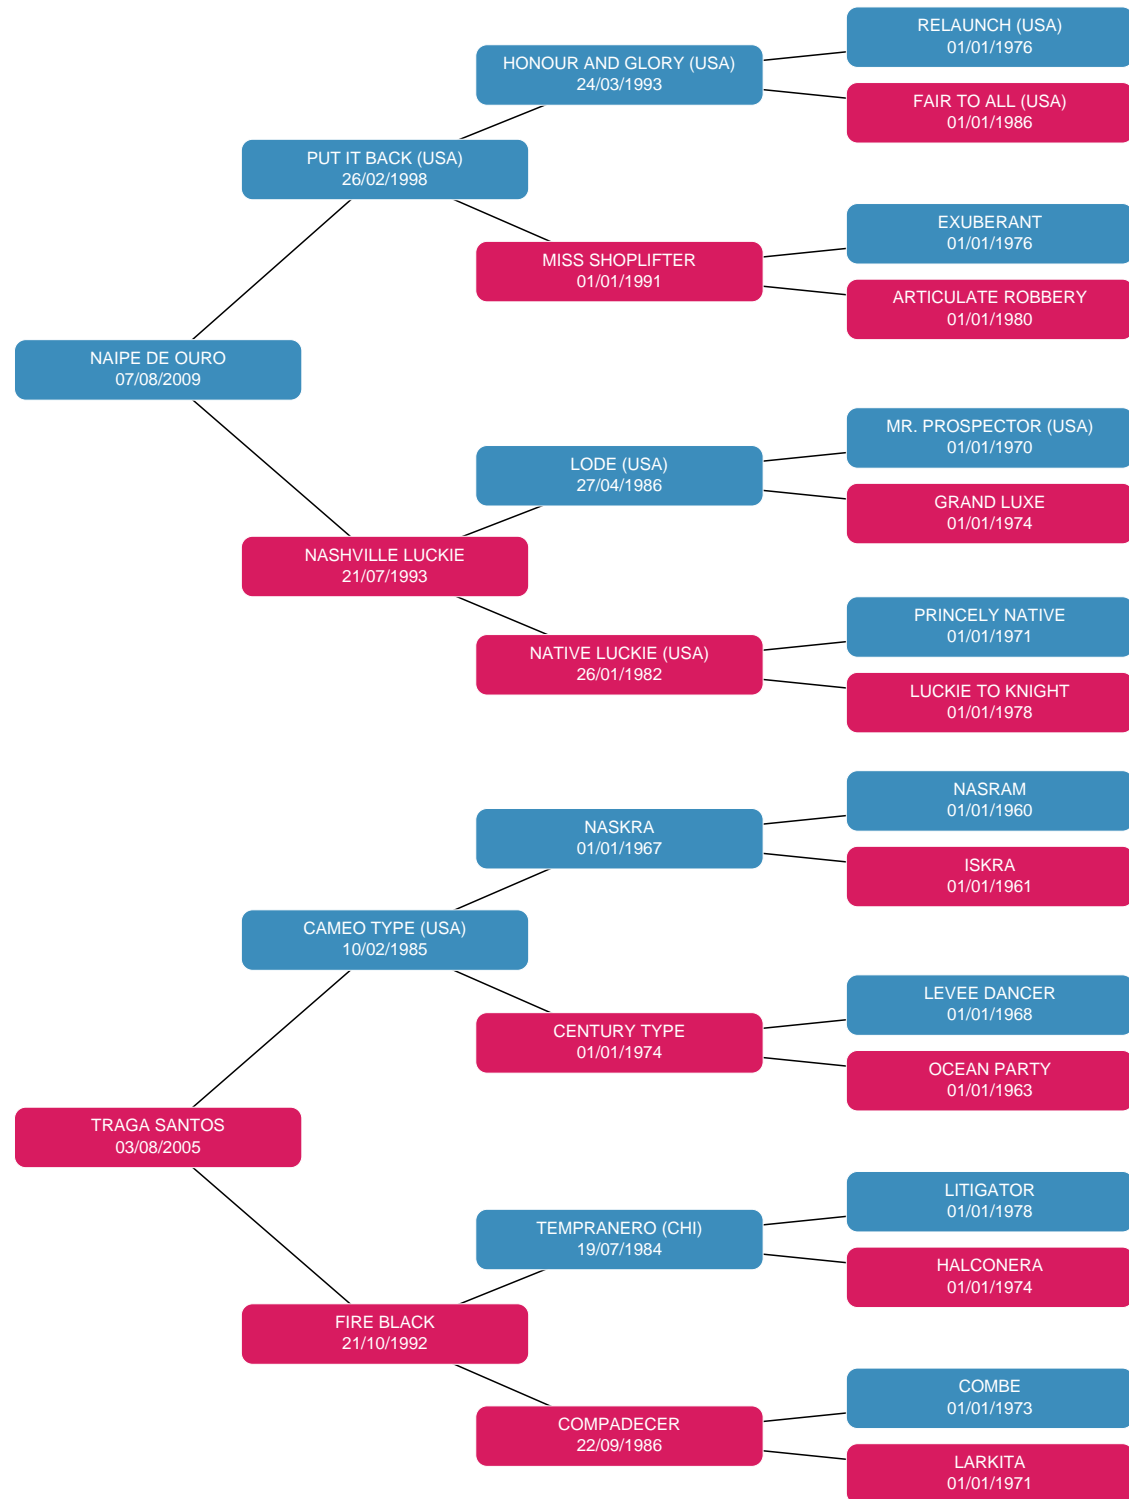 RELAUNCH (USA)
01/01/1976
HONOUR AND GLORY (USA)
24/03/1993
FAIR TO ALL (USA)
01/01/1986
PUT IT BACK (USA)
26/02/1998
EXUBERANT
01/01/1976
MISS SHOPLIFTER
01/01/1991
ARTICULATE ROBBERY
01/01/1980
NAIPE DE OURO
07/08/2009
MR. PROSPECTOR (USA)
01/01/1970
LODE (USA)
27/04/1986
GRAND LUXE
01/01/1974
NASHVILLE LUCKIE
21/07/1993
PRINCELY NATIVE
01/01/1971
NATIVE LUCKIE (USA)
26/01/1982
LUCKIE TO KNIGHT
01/01/1978
NASRAM
01/01/1960
NASKRA
01/01/1967
ISKRA
01/01/1961
CAMEO TYPE (USA)
10/02/1985
LEVEE DANCER
01/01/1968
CENTURY TYPE
01/01/1974
OCEAN PARTY
01/01/1963
TRAGA SANTOS
03/08/2005
LITIGATOR
01/01/1978
TEMPRANERO (CHI)
19/07/1984
HALCONERA
01/01/1974
FIRE BLACK
21/10/1992
COMBE
01/01/1973
COMPADECER
22/09/1986
LARKITA
01/01/1971